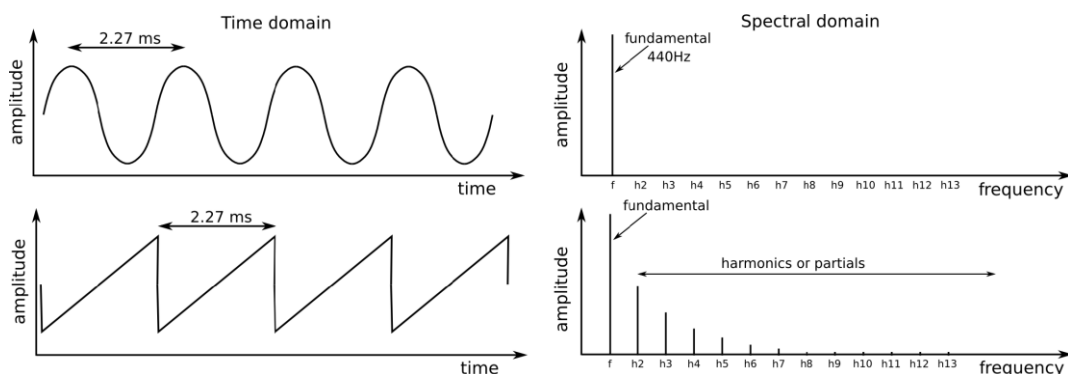 Time domain
2.27 ms
amplitude
time
Spectral domain
fundamental
440Hz
amplitude
f h2 h3 h4 h5 h6 h7 h8 h9 h10 h11 h12 h13
frequency
2.27 ms
amplitude
time
fundamental
harmonics or partials
amplitude
f h2 h3 h4 h5 h6 h7 h8 h9 h10 h11 h12 h13
frequency